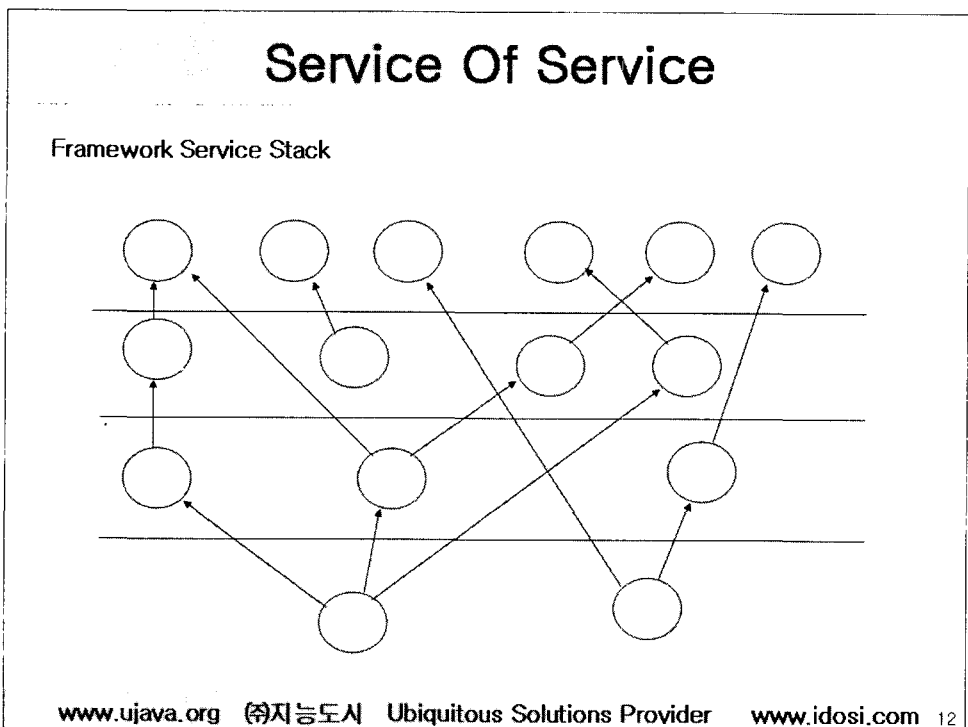 Service Of Service
Framework Service Stack
www.ujava.org ㈜지능도시 Ubiquitous Solutions Provider www.idosi.com 12